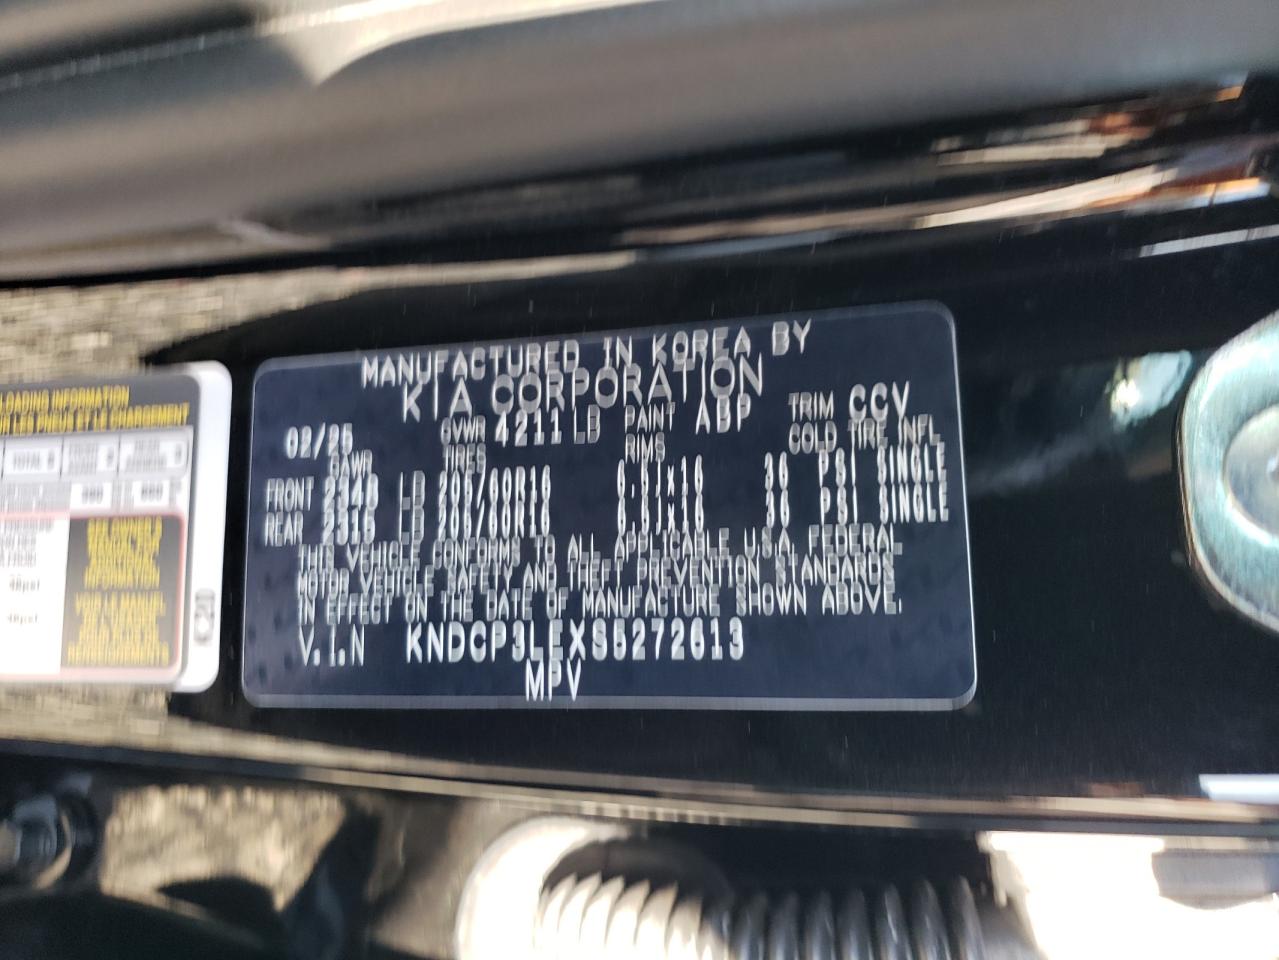 MANUFACTURED IN KOREA BY
KIA CORPORATION
02/25 GVWR 4211 LB PAINT ABP TRIM CCV
GAWR TIRES RIMS COLD TIRE INFL
FRONT LB 205/60R16 6.5JX16 36 PSI SINGLE
REAR 2315 LB 205/60R16 6.5JX16 36 PSI SINGLE
THIS VEHICLE CONFORMS TO ALL APPLICABLE U.S.A. FEDERAL
MOTOR VEHICLE SAFETY AND THEFT PREVENTION STANDARDS
IN EFFECT ON THE DATE OF MANUFACTURE SHOWN ABOVE.
V.I.N KNDCP3LEXS5272613
MPV
LOADING INFORMATION
TOTAL